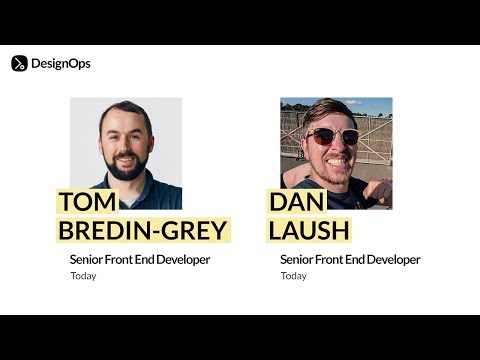 DesignOps
TOM
BREDIN-GREY
Senior Front End Developer
Today
DAN
LAUSH
Senior Front End Developer
Today